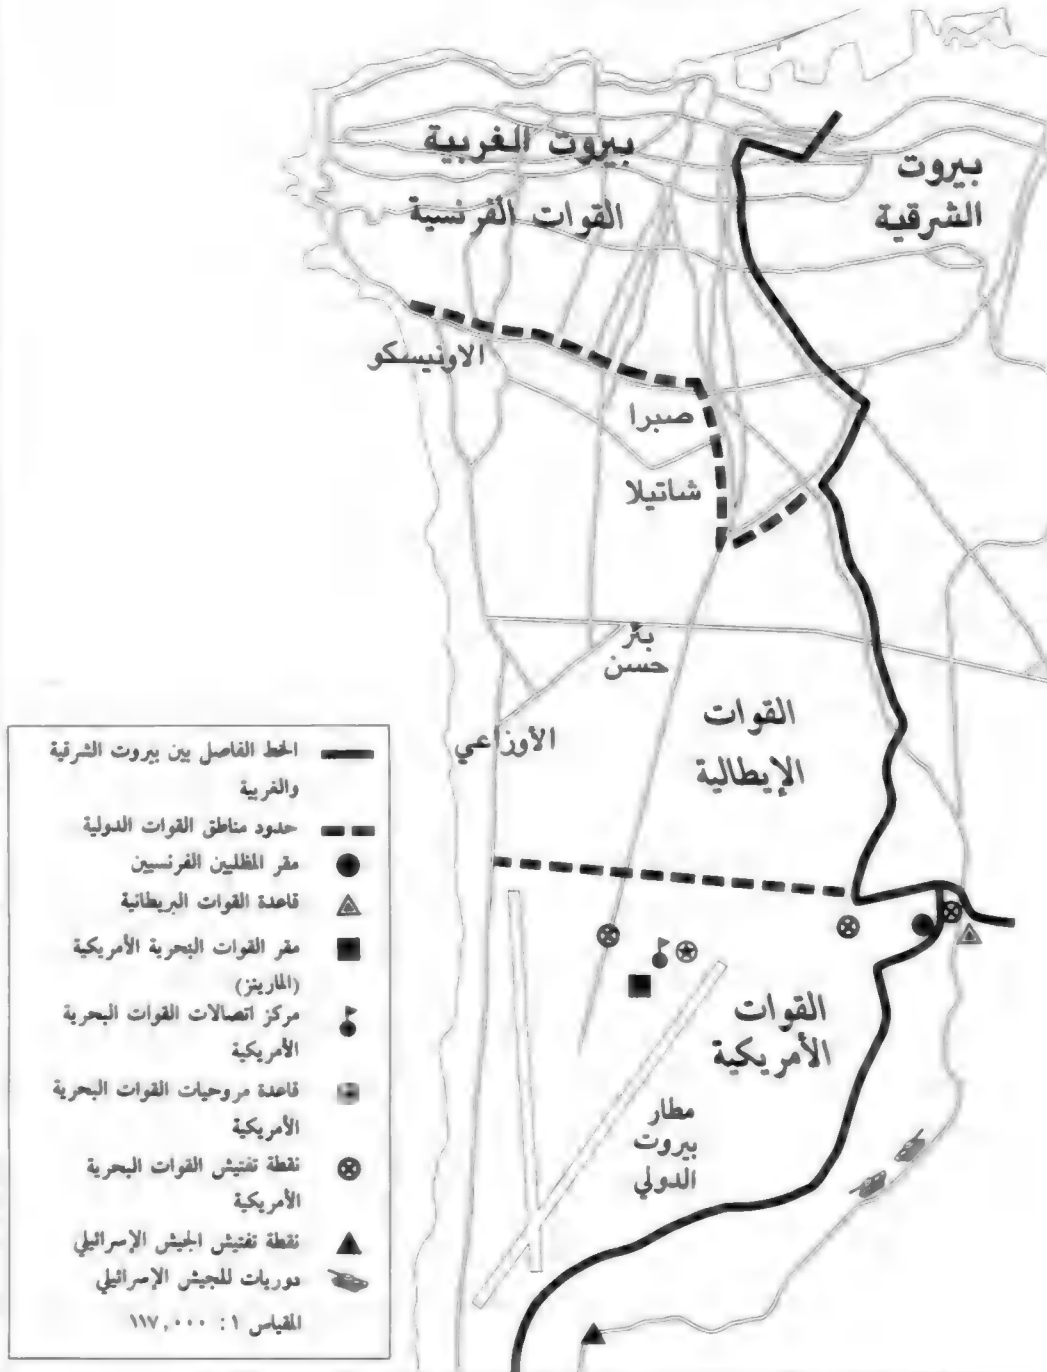 بيروت الغربية
القوات الفرنسية
بيروت
الشرقية
الاونيسكو
صبرا
شاتيلا
بئر
حسن
الأوزاعي
القوات
الإيطالية
القوات
الأمريكية
مطار
بيروت
الدولي
الخط الفاصل بين بيروت الشرقية
والغربية
حدود مناطق القوات الدولية
مقر المظليين الفرنسيين
قاعدة القوات البريطانية
مقر القوات البحرية الأمريكية
(المارينز)
مركز اتصالات القوات البحرية
الأمريكية
قاعدة مروحيات القوات البحرية
الأمريكية
نقطة تفتيش القوات البحرية
الأمريكية
نقطة تفتيش الجيش الإسرائيلي
دوريات للجيش الإسرائيلي
المقياس ١ : ١١٧,٠٠٠